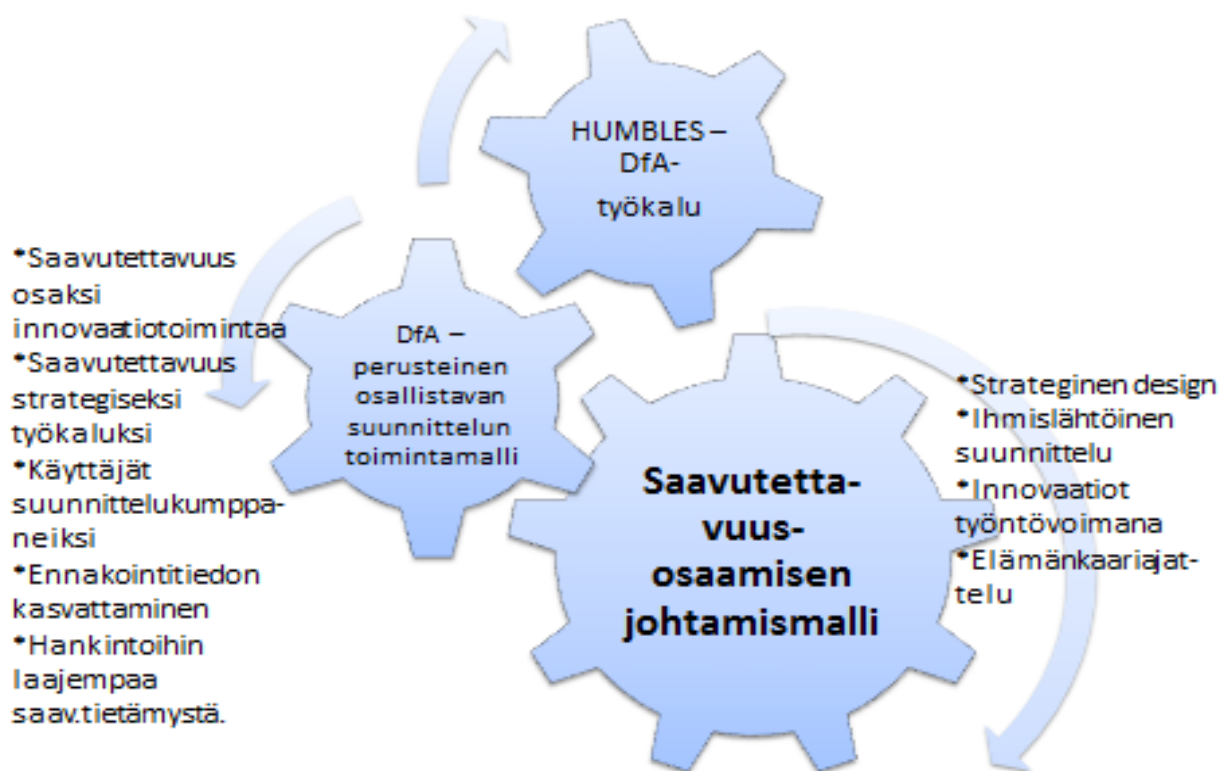 HUMBLES –
DfA-
työkalu
*Saavutettavuus
osaksi
innovaatiotoimintaa
*Saavutettavuus
strategiseksi
työkaluksi
*Käyttäjät
suunnittelukumppa-
neiksi
*Ennakointitiedon
kasvattaminen
*Hankintoihin
laajempaa
saav.tietämystä.
DfA –
perusteinen
osallistavan
suunnittelun
toimintamalli
Saavutetta-
vuus-
osaamisen
johtamismalli
*Strateginen design
*Ihmislähtöinen
suunnittelu
*Innovaatiot
työntövoimana
*Elämänkaariajat-
telu